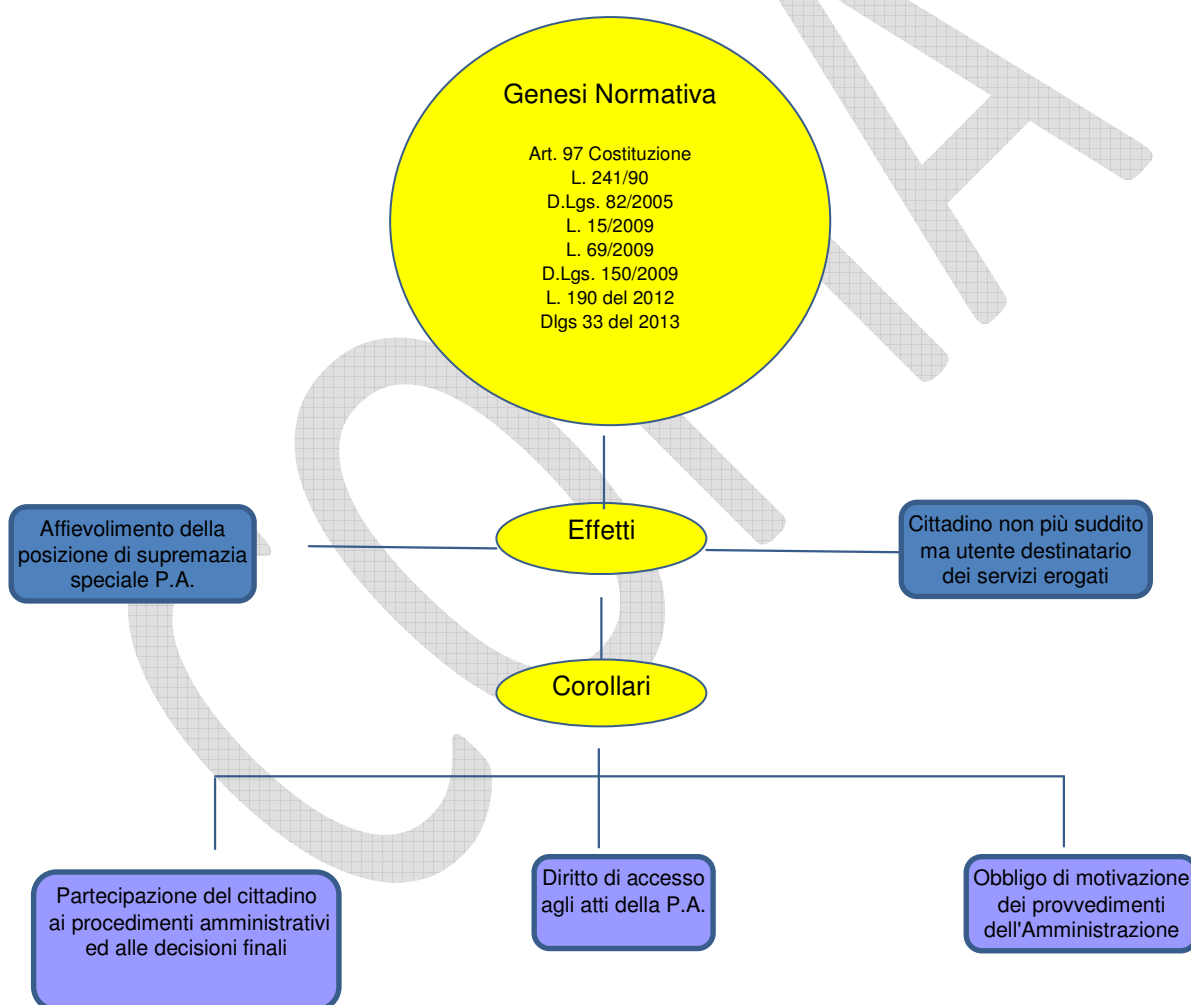 Genesi Normativa
Art. 97 Costituzione
L. 241/90
D.Lgs. 82/2005
L. 15/2009
L. 69/2009
D.Lgs. 150/2009
L. 190 del 2012
Dlgs 33 del 2013
Affievolimento della
posizione di supremazia
speciale P.A.
Effetti
Cittadino non più suddito
ma utente destinatario
dei servizi erogati
Corollari
Partecipazione del cittadino
ai procedimenti amministrativi
ed alle decisioni finali
Diritto di accesso
agli atti della P.A.
Obbligo di motivazione
dei provvedimenti
dell'Amministrazione
COPIA